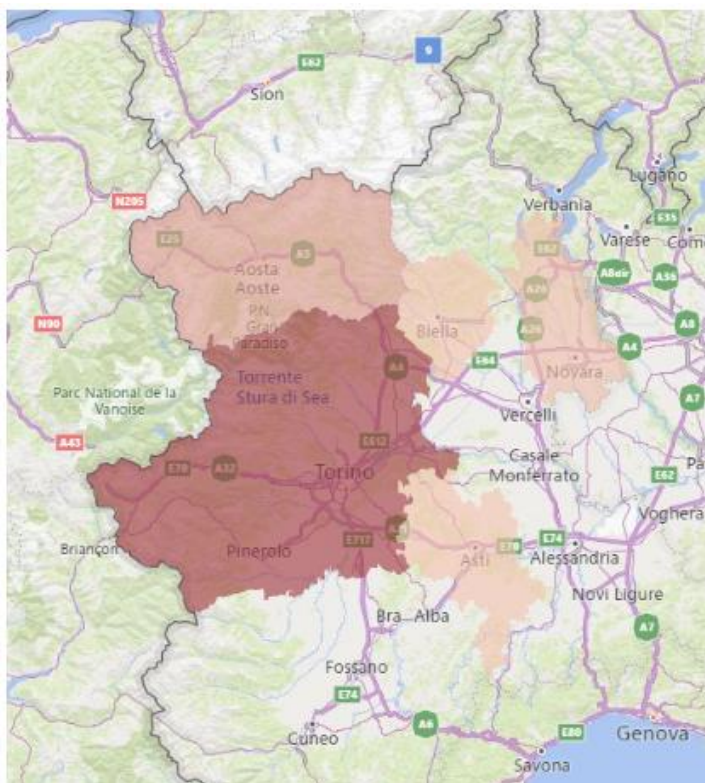 9
E62
Sion
Lugano
N205
Verbania
E35
Varese
Com
E25
A5
E62
A8dir
A36
Aosta
Aoste
A26
P.N.
Gran
Paradiso
Biella
A26
A8
N90
E64
A4
Novara
Parc National de la
Vanoise
Torrente
Stura di Sea
A4
Vercelli
A7
A43
E612
Casale
Monferrato
E70
A32
Torino
E62
Pa
Voghera
Briançon
Pinerolo
E717
Asti
E70
E74
Alessandria
Novi Ligure
Bra
Alba
A7
Fossano
E74
Cuneo
A6
E80
Genova
Savona